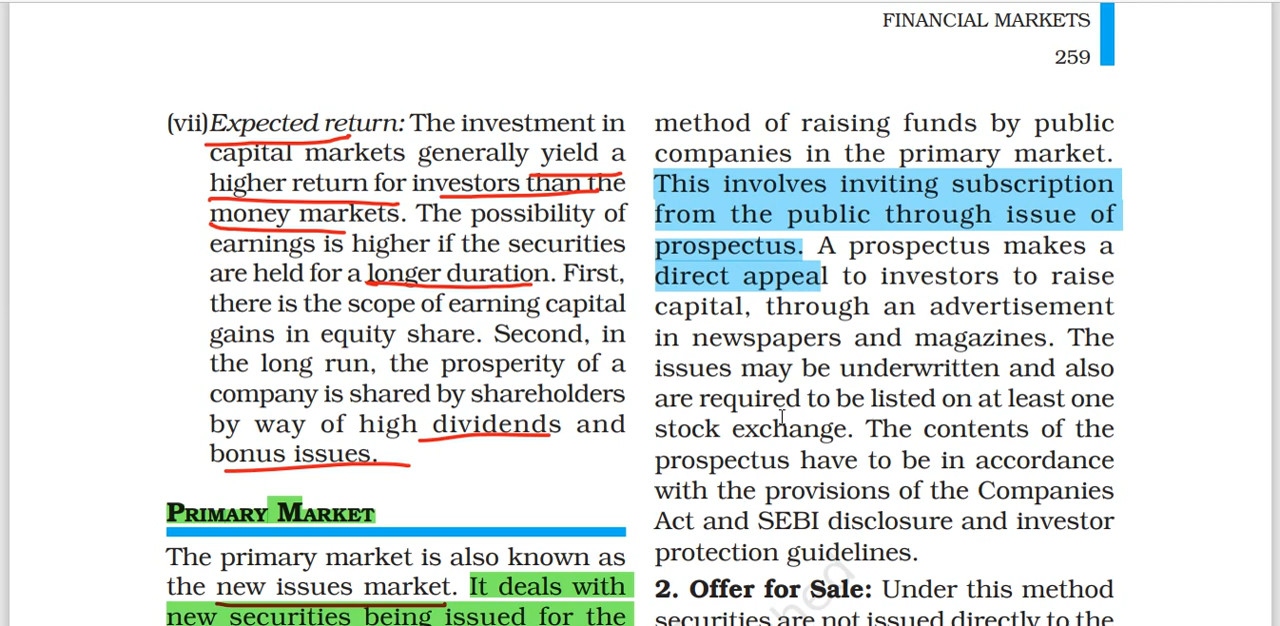 FINANCIAL MARKETS
259
(vii) Expected return: The investment in
capital markets generally yield a
higher return for investors than the
money markets. The possibility of
earnings is higher if the securities
are held for a longer duration. First,
there is the scope of earning capital
gains in equity share. Second, in
the long run, the prosperity of a
company is shared by shareholders
by way of high dividends and
bonus issues.
PRIMARY MARKET
The primary market is also known as
the new issues market. It deals with
new securities being issued for the
method of raising funds by public
companies in the primary market.
This involves inviting subscription
from the public through issue of
prospectus. A prospectus makes a
direct appeal to investors to raise
capital, through an advertisement
in newspapers and magazines. The
issues may be underwritten and also
are required to be listed on at least one
stock exchange. The contents of the
prospectus have to be in accordance
with the provisions of the Companies
Act and SEBI disclosure and investor
protection guidelines.
2. Offer for Sale: Under this method
securities are not issued directly to the